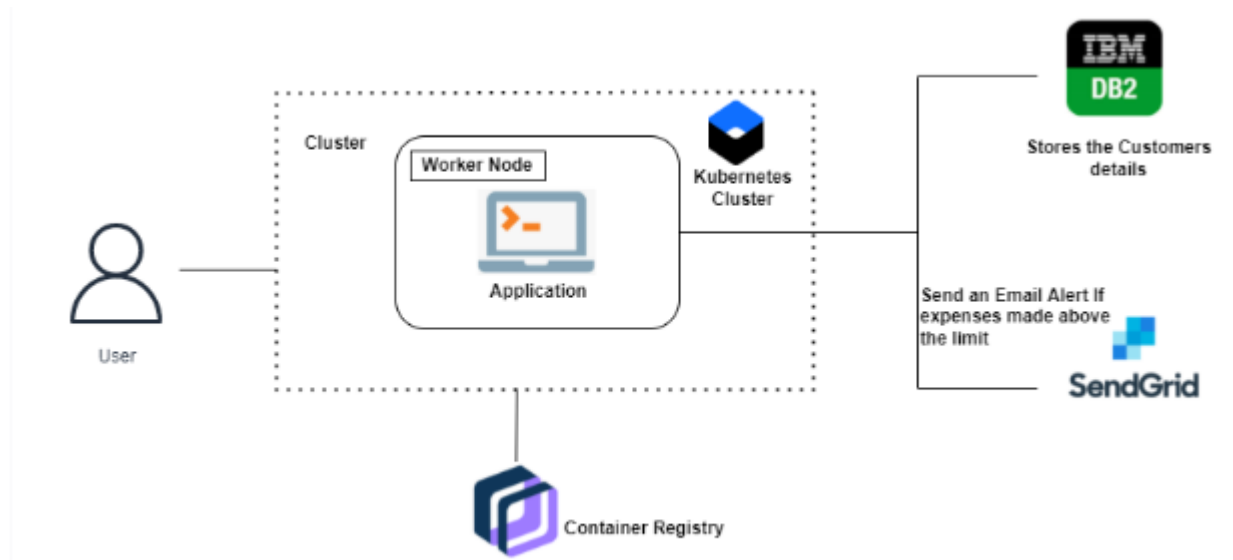 IBM
DB2
Stores the Customers
details
Cluster
Worker Node
Kubernetes
Cluster
Application
User
Send an Email Alert If
expenses made above
the limit
SendGrid
Container Registry